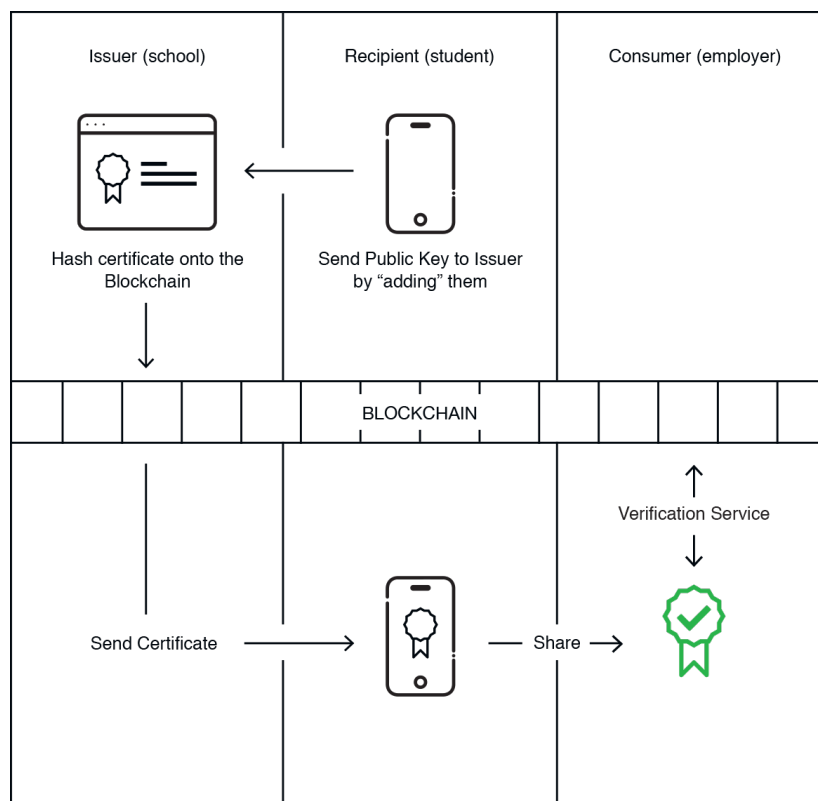 Issuer (school)
Recipient (student)
Consumer (employer)
Hash certificate onto the
Blockchain
Send Public Key to Issuer
by “adding” them
BLOCKCHAIN
Verification Service
Send Certificate
Share